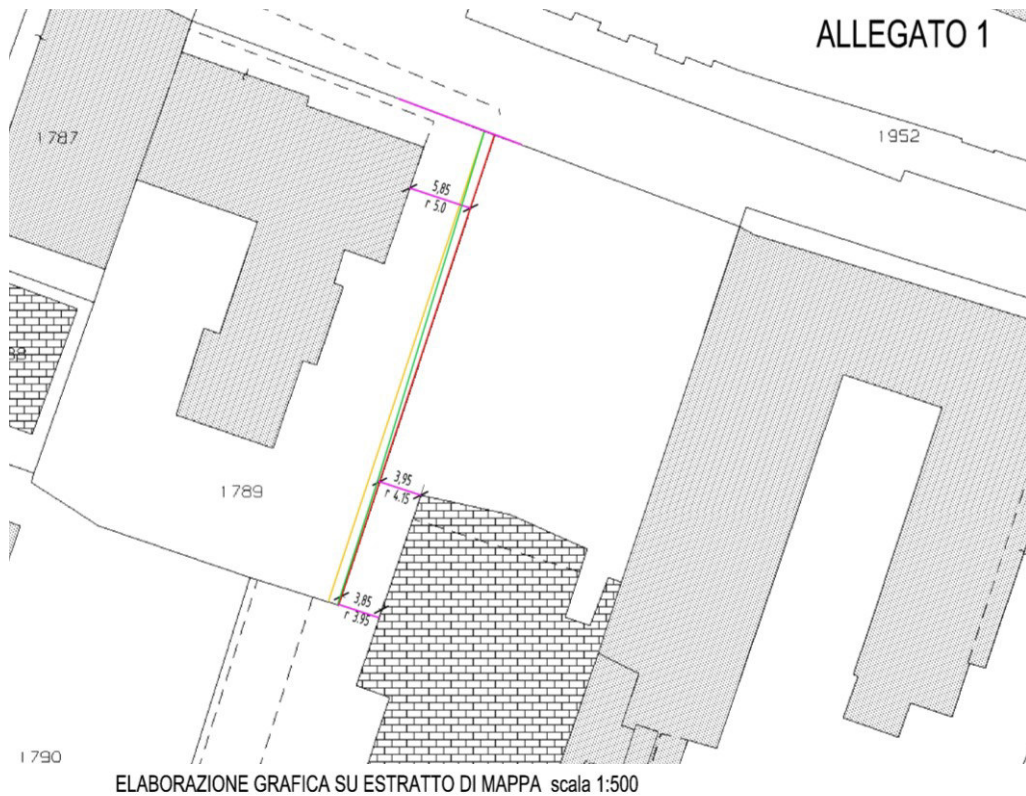 ALLEGATO 1
1787
1952
5,85
r 5.0
1789
3,95
r 4.15
3,85
r 3.95
1790
ELABORAZIONE GRAFICA SU ESTRATTO DI MAPPA scala 1:500